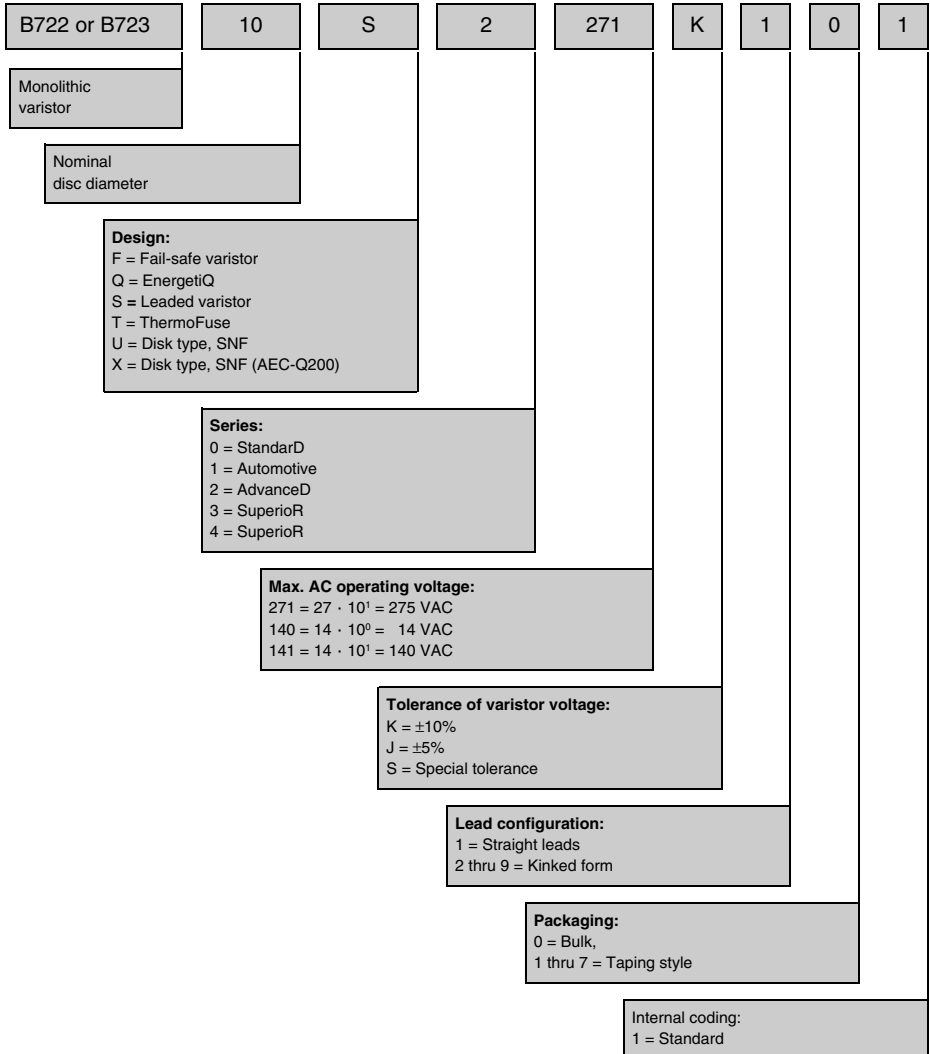 B722 or B723 10 S 2 271 K 1 0 1
Monolithic
varistor
Nominal
disc diameter
Design:
F = Fail-safe varistor
Q = EnergetiQ
S = Leaded varistor
T = ThermoFuse
U = Disk type, SNF
X = Disk type, SNF (AEC-Q200)
Series:
0 = StandarD
1 = Automotive
2 = AdvanceD
3 = SuperioR
4 = SuperioR
Max. AC operating voltage:
271 = 27 · 10¹ = 275 VAC
140 = 14 · 10⁰ = 14 VAC
141 = 14 · 10¹ = 140 VAC
Tolerance of varistor voltage:
K = ±10%
J = ±5%
S = Special tolerance
Lead configuration:
1 = Straight leads
2 thru 9 = Kinked form
Packaging:
0 = Bulk,
1 thru 7 = Taping style
Internal coding:
1 = Standard